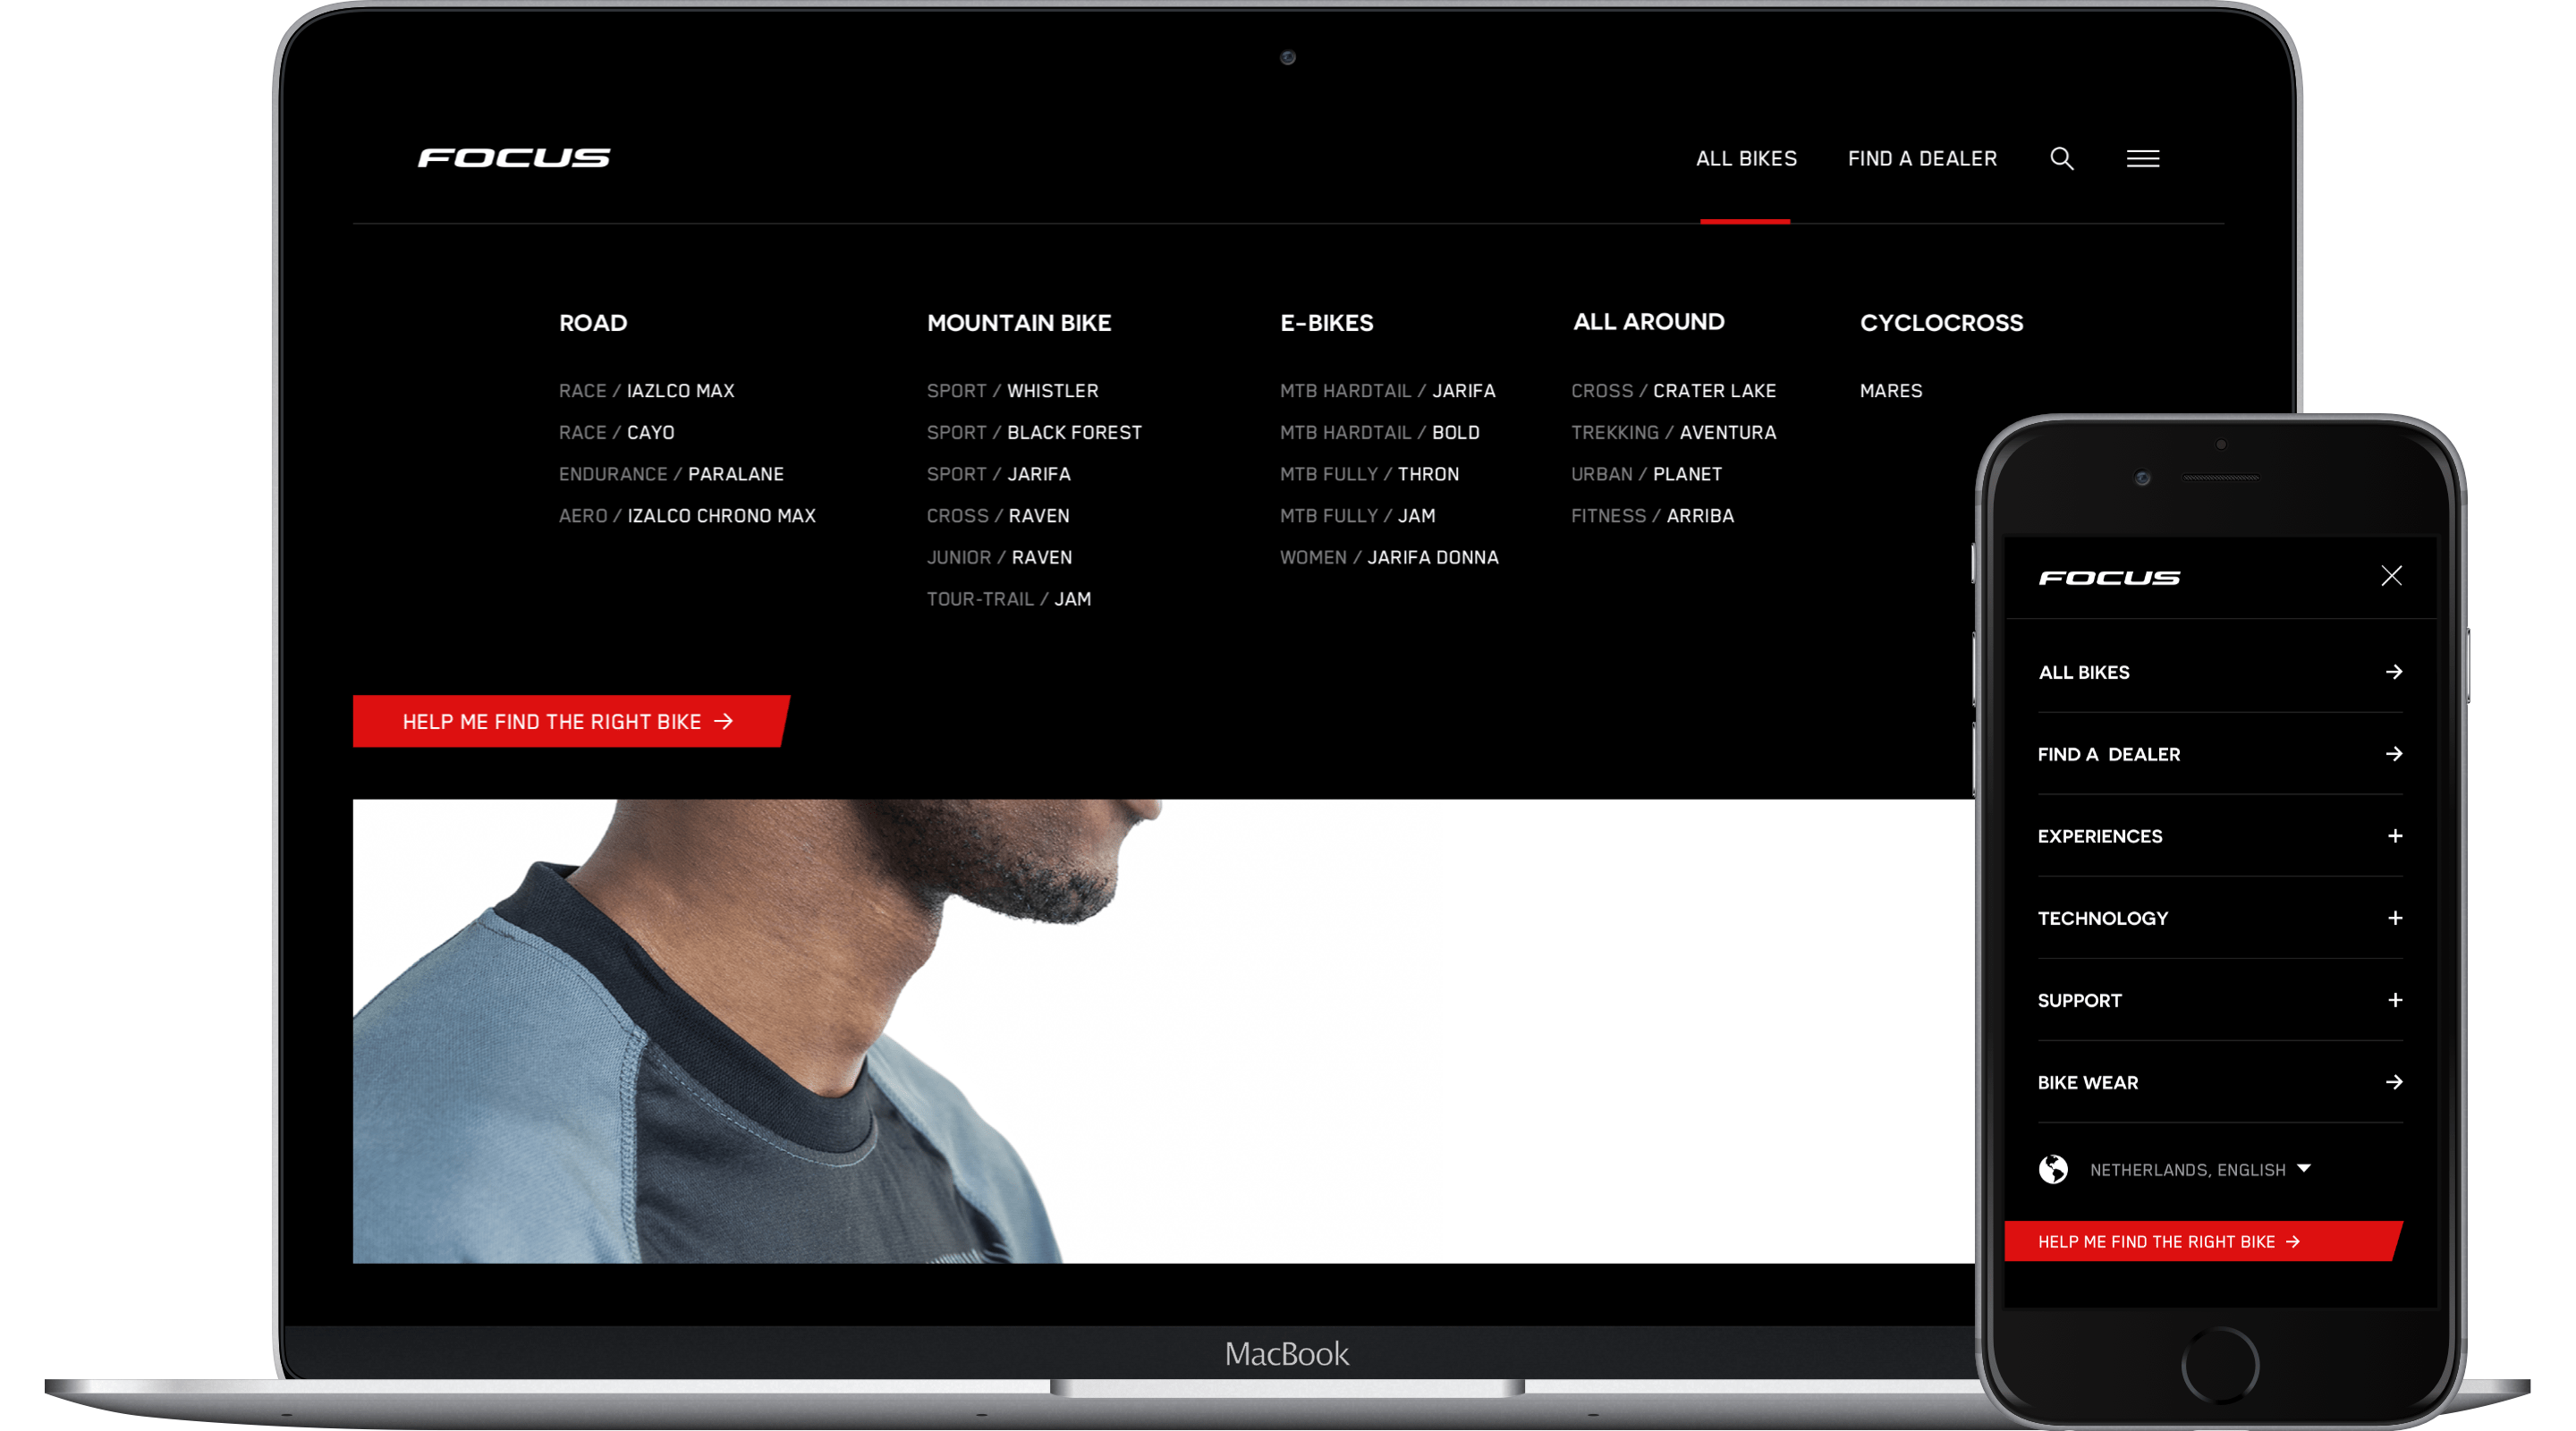 FOCUS
ALL BIKES
FIND A DEALER
ROAD
RACE / IAZLCO MAX
RACE / CAYO
ENDURANCE / PARALANE
AERO / IZALCO CHRONO MAX
MOUNTAIN BIKE
SPORT / WHISTLER
SPORT / BLACK FOREST
SPORT / JARIFA
CROSS / RAVEN
JUNIOR / RAVEN
TOUR-TRAIL / JAM
E-BIKES
MTB HARDTAIL / JARIFA
MTB HARDTAIL / BOLD
MTB FULLY / THRON
MTB FULLY / JAM
WOMEN / JARIFA DONNA
ALL AROUND
CROSS / CRATER LAKE
TREKKING / AVENTURA
URBAN / PLANET
FITNESS / ARRIBA
CYCLOCROSS
MARES
HELP ME FIND THE RIGHT BIKE →
MacBook
FOCUS
ALL BIKES →
FIND A DEALER →
EXPERIENCES +
TECHNOLOGY +
SUPPORT +
BIKE WEAR →
NETHERLANDS, ENGLISH
HELP ME FIND THE RIGHT BIKE →